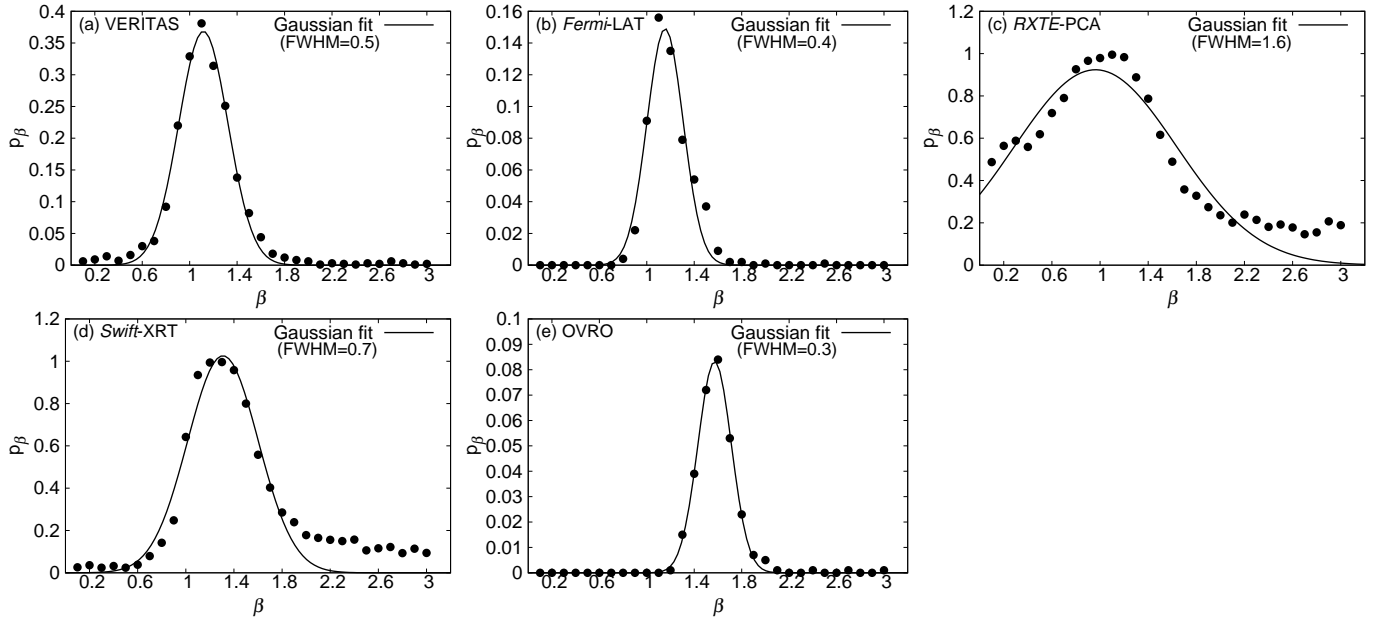 (a) VERITAS
Gaussian fit
(FWHM=0.5)
0.4
0.35
0.3
0.25
0.2
0.15
0.1
0.05
0
pβ
0.2 0.6 1 1.4 1.8 2.2 2.6 3
β
(b) Fermi-LAT
Gaussian fit
(FWHM=0.4)
0.16
0.14
0.12
0.1
0.08
0.06
0.04
0.02
0
pβ
0.2 0.6 1 1.4 1.8 2.2 2.6 3
β
(c) RXTE-PCA
Gaussian fit
(FWHM=1.6)
1.2
1
0.8
0.6
0.4
0.2
0
pβ
0.2 0.6 1 1.4 1.8 2.2 2.6 3
β
(d) Swift-XRT
Gaussian fit
(FWHM=0.7)
1.2
1
0.8
0.6
0.4
0.2
0
pβ
0.2 0.6 1 1.4 1.8 2.2 2.6 3
β
(e) OVRO
Gaussian fit
(FWHM=0.3)
0.1
0.09
0.08
0.07
0.06
0.05
0.04
0.03
0.02
0.01
0
pβ
0.2 0.6 1 1.4 1.8 2.2 2.6 3
β